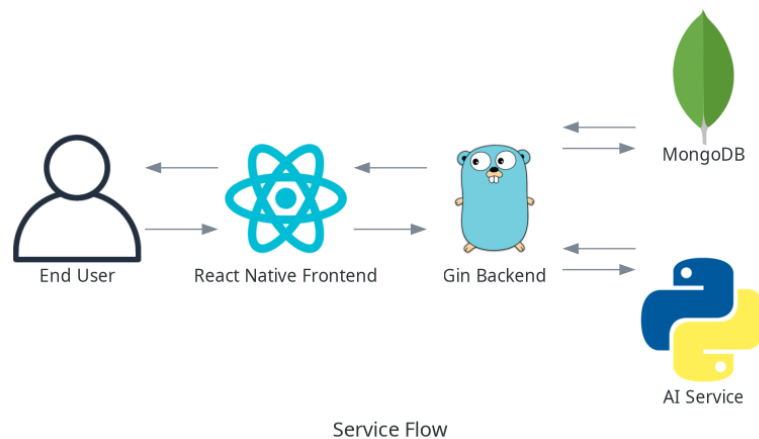 MongoDB
End User
React Native Frontend
Gin Backend
AI Service
Service Flow